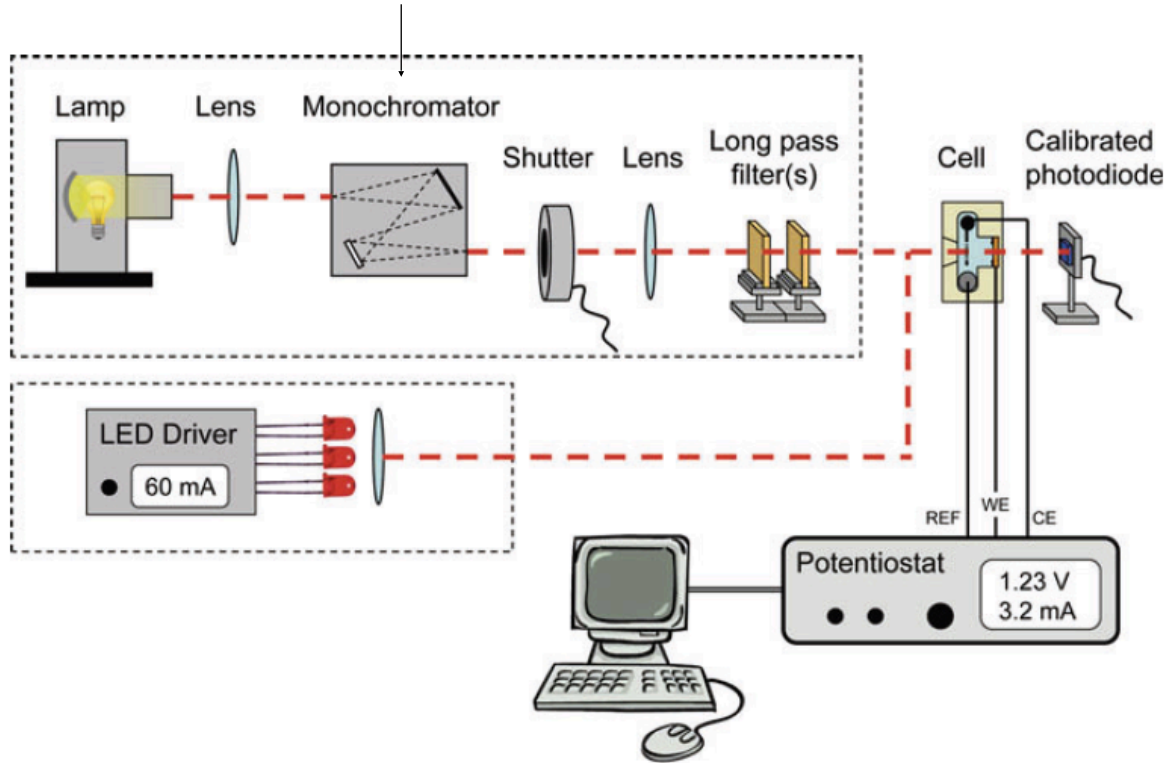 Lamp
Lens
Monochromator
Shutter
Lens
Long pass
filter(s)
Cell
Calibrated
photodiode
LED Driver
60 mA
REF
WE
CE
Potentiostat
1.23 V
3.2 mA